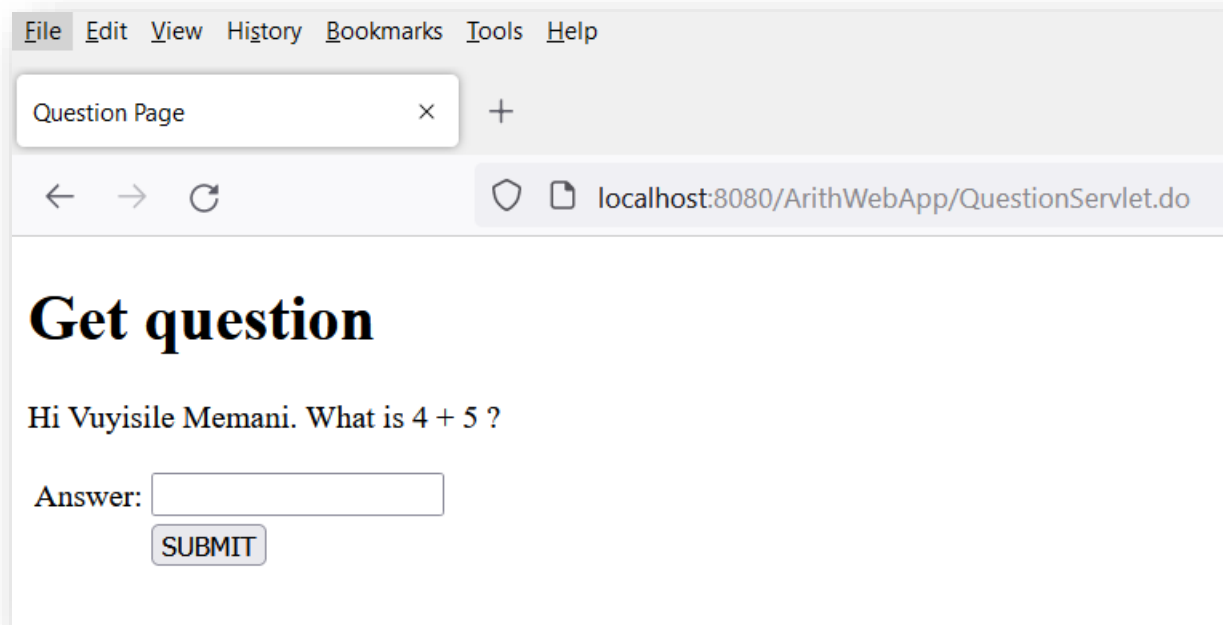 File Edit View History Bookmarks Tools Help
Question Page
localhost:8080/ArithWebApp/QuestionServlet.do
Get question
Hi Vuyisile Memani. What is 4 + 5 ?
Answer:
SUBMIT